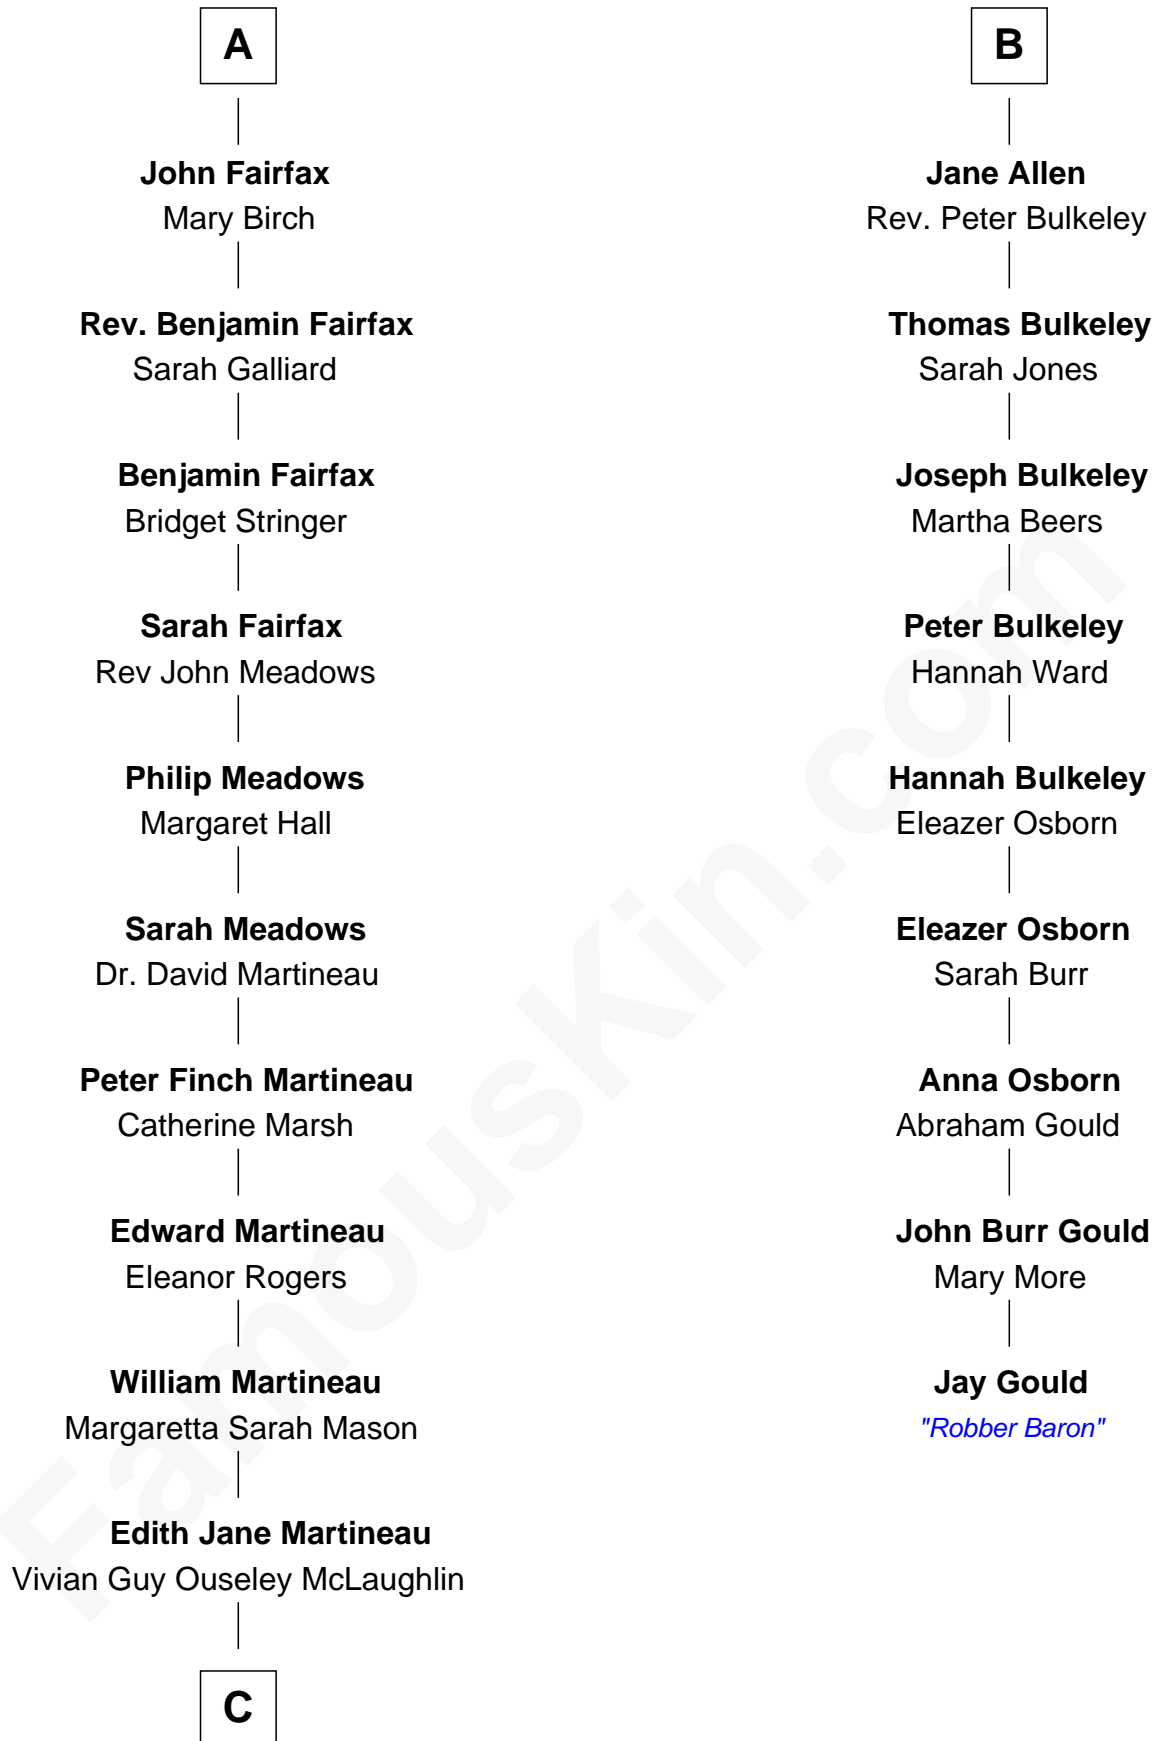 A
John Fairfax
Mary Birch
Rev. Benjamin Fairfax
Sarah Galliard
Benjamin Fairfax
Bridget Stringer
Sarah Fairfax
Rev John Meadows
Philip Meadows
Margaret Hall
Sarah Meadows
Dr. David Martineau
Peter Finch Martineau
Catherine Marsh
Edward Martineau
Eleanor Rogers
William Martineau
Margaretta Sarah Mason
Edith Jane Martineau
Vivian Guy Ouseley McLaughlin
C
B
Jane Allen
Rev. Peter Bulkeley
Thomas Bulkeley
Sarah Jones
Joseph Bulkeley
Martha Beers
Peter Bulkeley
Hannah Ward
Hannah Bulkeley
Eleazer Osborn
Eleazer Osborn
Sarah Burr
Anna Osborn
Abraham Gould
John Burr Gould
Mary More
Jay Gould
"Robber Baron"
FamousKin.com